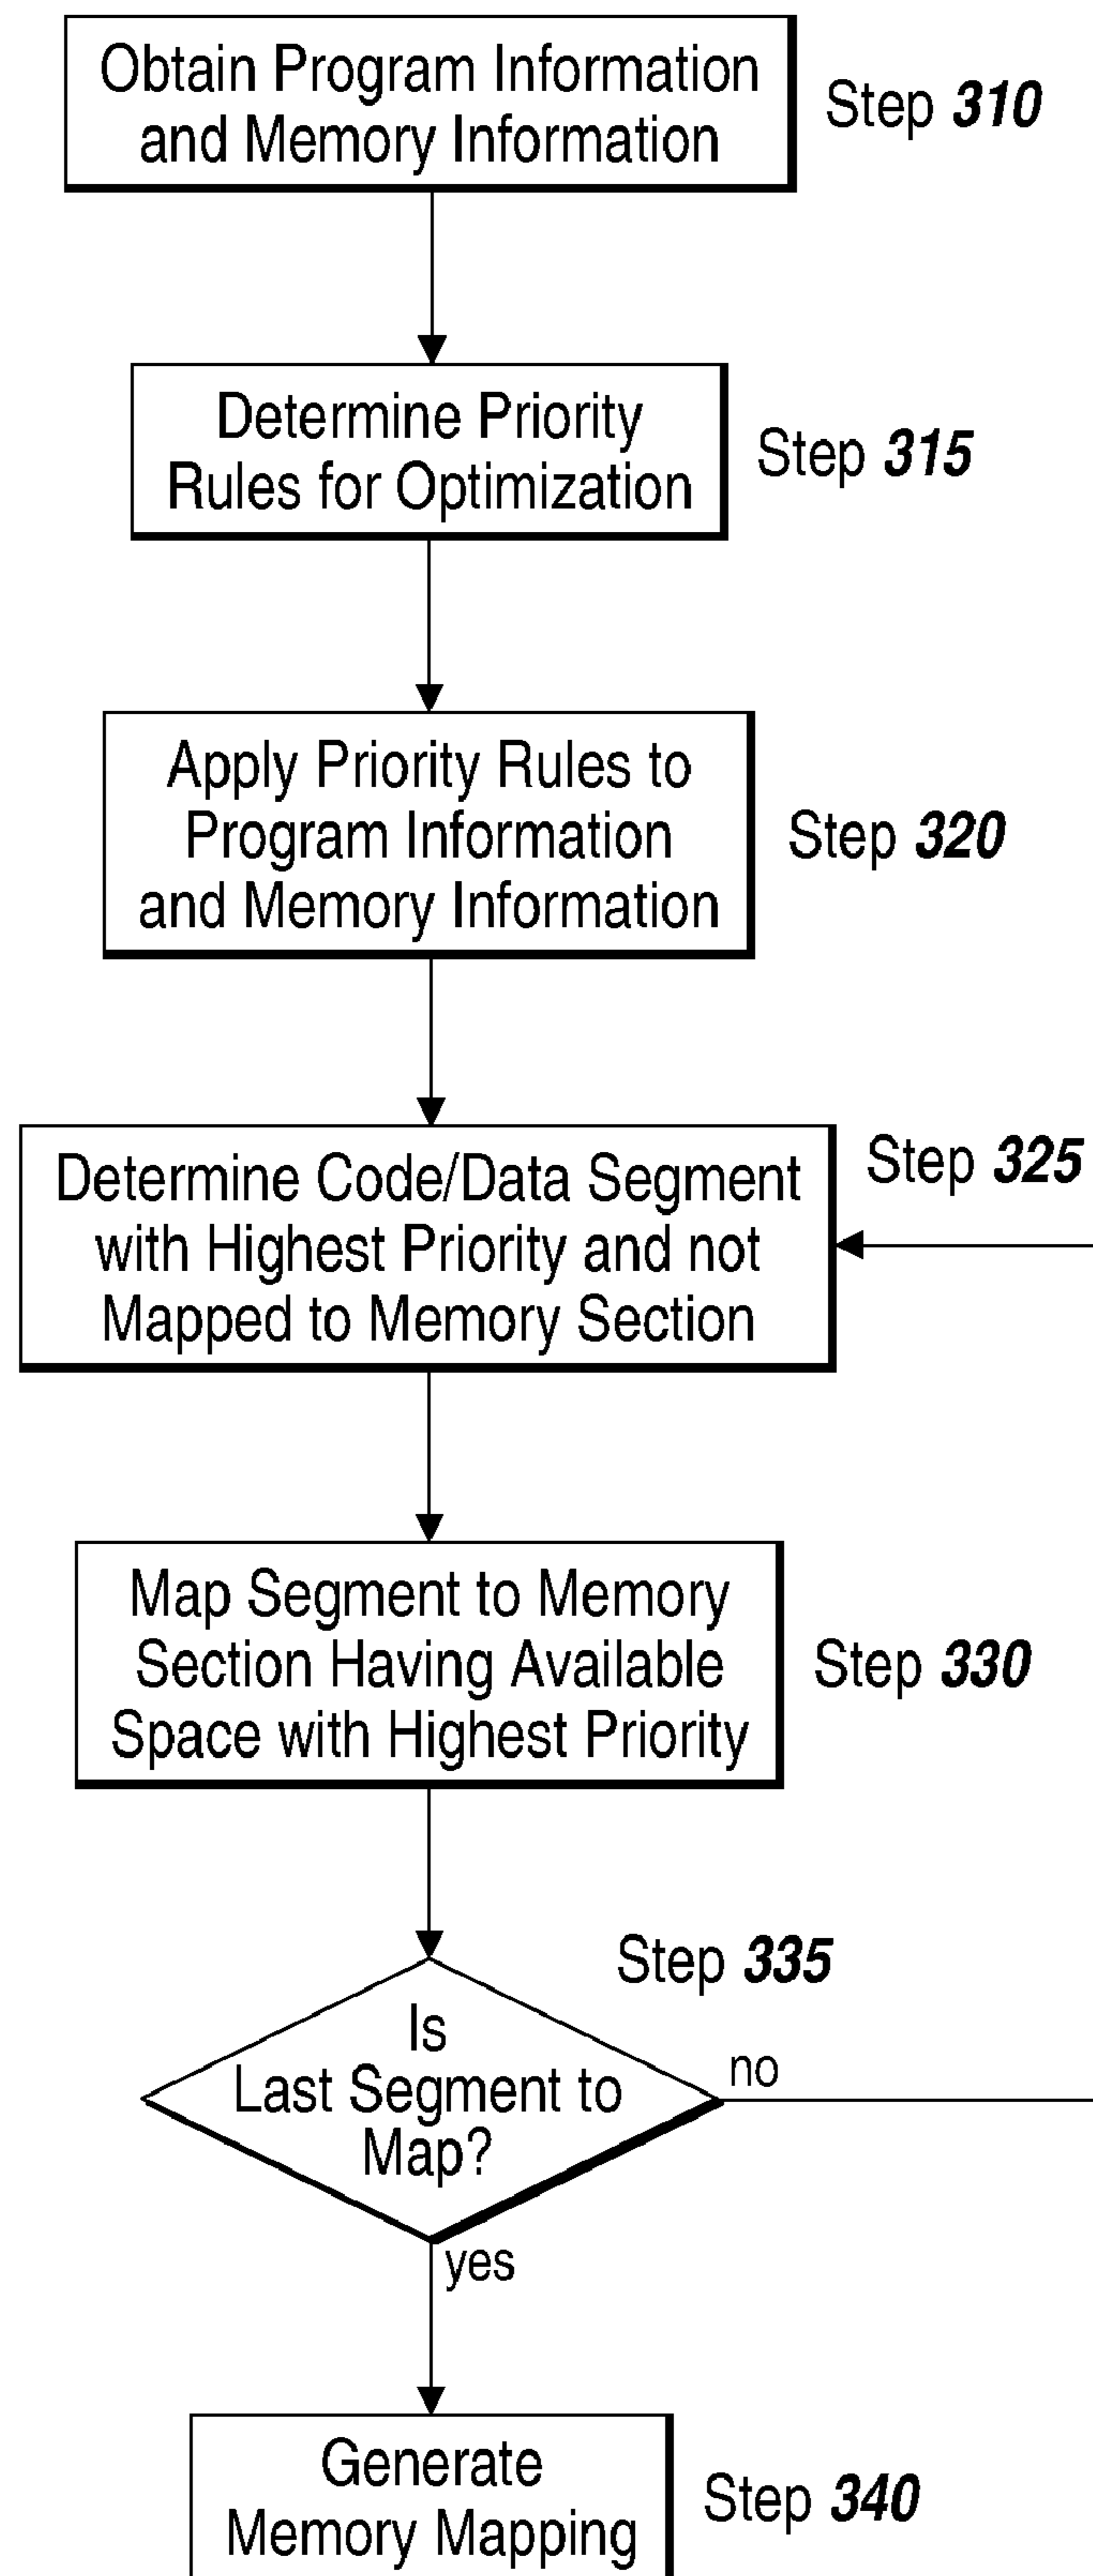 Obtain Program Information
and Memory Information
Step 310
Determine Priority
Rules for Optimization
Step 315
Apply Priority Rules to
Program Information
and Memory Information
Step 320
Determine Code/Data Segment
with Highest Priority and not
Mapped to Memory Section
Step 325
Map Segment to Memory
Section Having Available
Space with Highest Priority
Step 330
Step 335
Is
Last Segment to
Map?
no
yes
Generate
Memory Mapping
Step 340